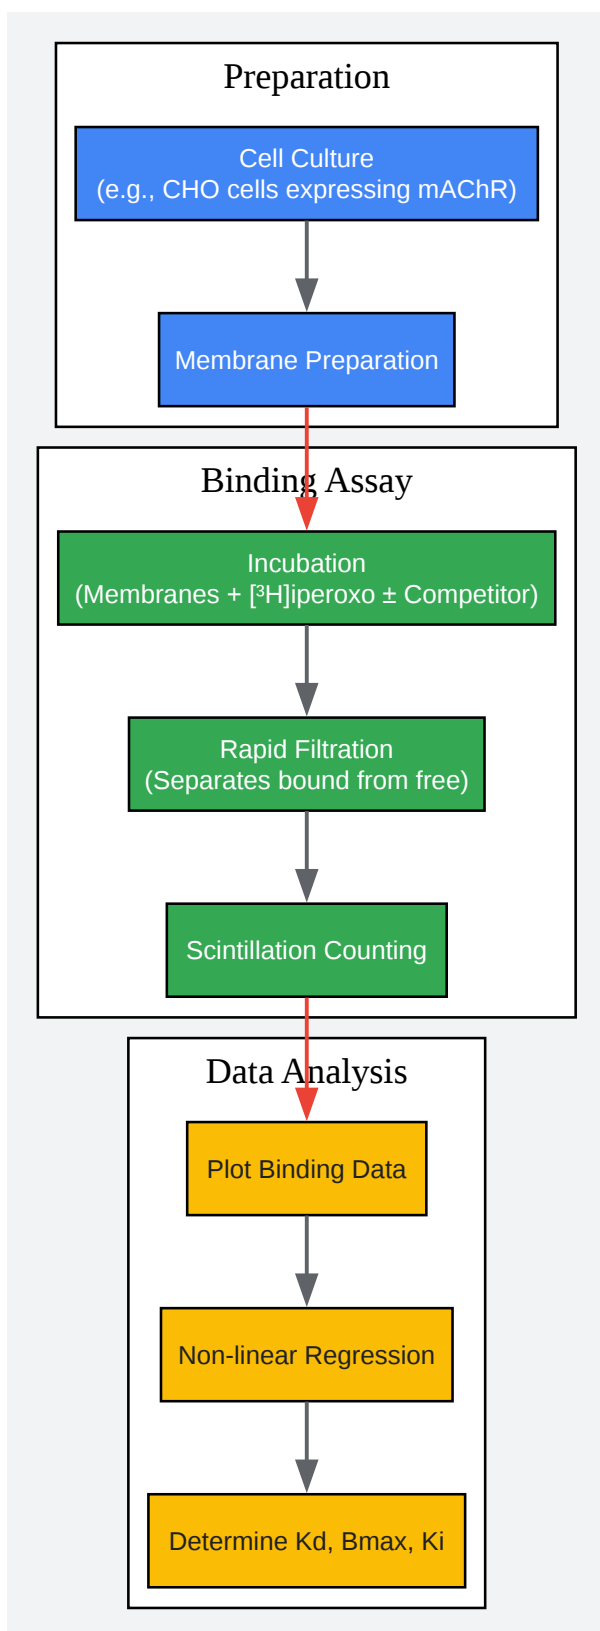 Preparation
Cell Culture
(e.g., CHO cells expressing mAChR)
Membrane Preparation
Binding Assay
Incubation
(Membranes + [³H]iperoxo ± Competitor)
Rapid Filtration
(Separates bound from free)
Scintillation Counting
Data Analysis
Plot Binding Data
Non-linear Regression
Determine Kd, Bmax, Ki